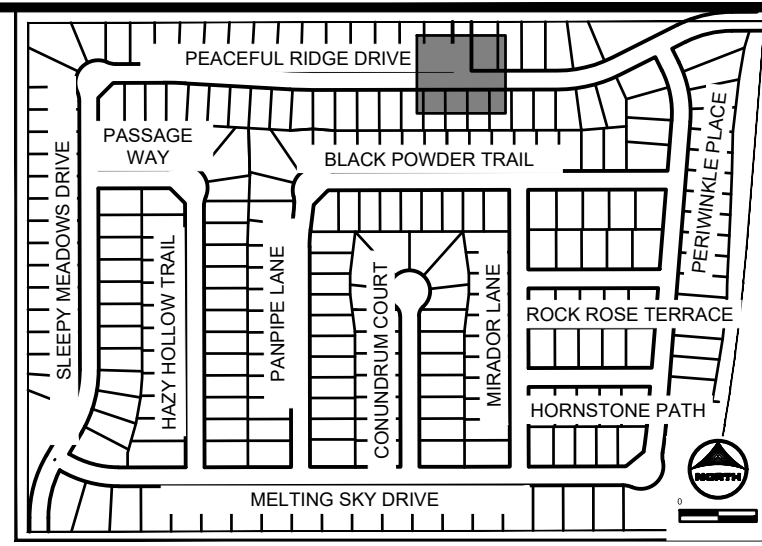 PEACEFUL RIDGE DRIVE
PASSAGE
WAY
BLACK POWDER TRAIL
SLEEPY MEADOWS DRIVE
PERIWINKLE PLACE
HAZY HOLLOW TRAIL
PANPIPE LANE
CONUNDRUM COURT
MIRADOR LANE
ROCK ROSE TERRACE
HORNSTONE PATH
MELTING SKY DRIVE
NORTH
0